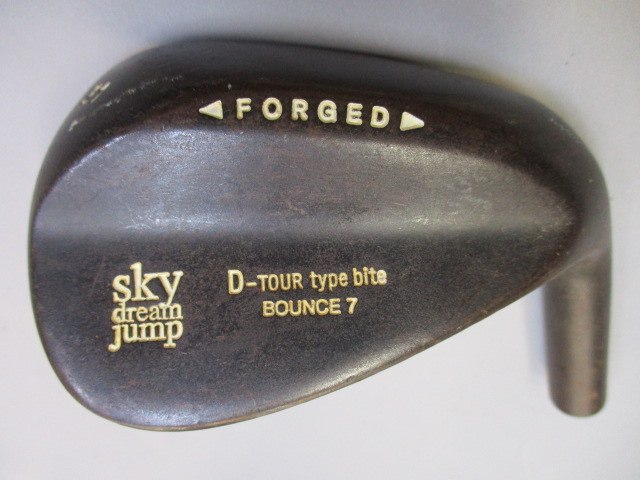 ◁ FORGED ▷
sky
dream
jump
D-TOUR type bite
BOUNCE 7